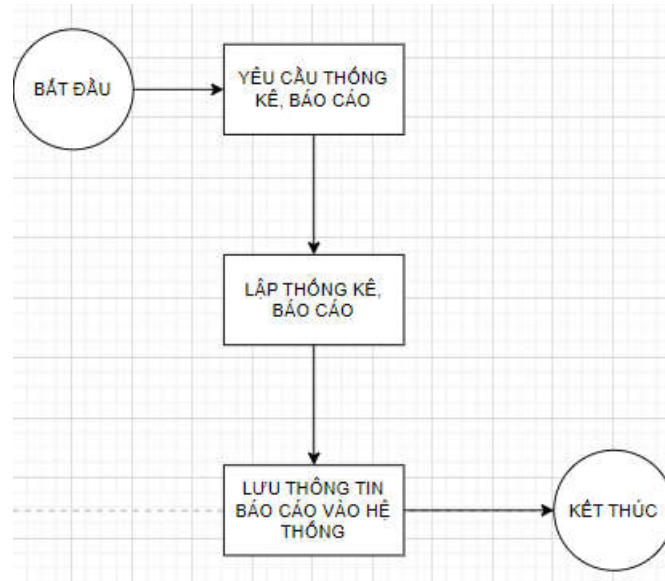 BẮT ĐẦU
YÊU CẦU THỐNG
KÊ, BÁO CÁO
LẬP THỐNG KÊ,
BÁO CÁO
LƯU THÔNG TIN
BÁO CÁO VÀO HỆ
THỐNG
KẾT THÚC